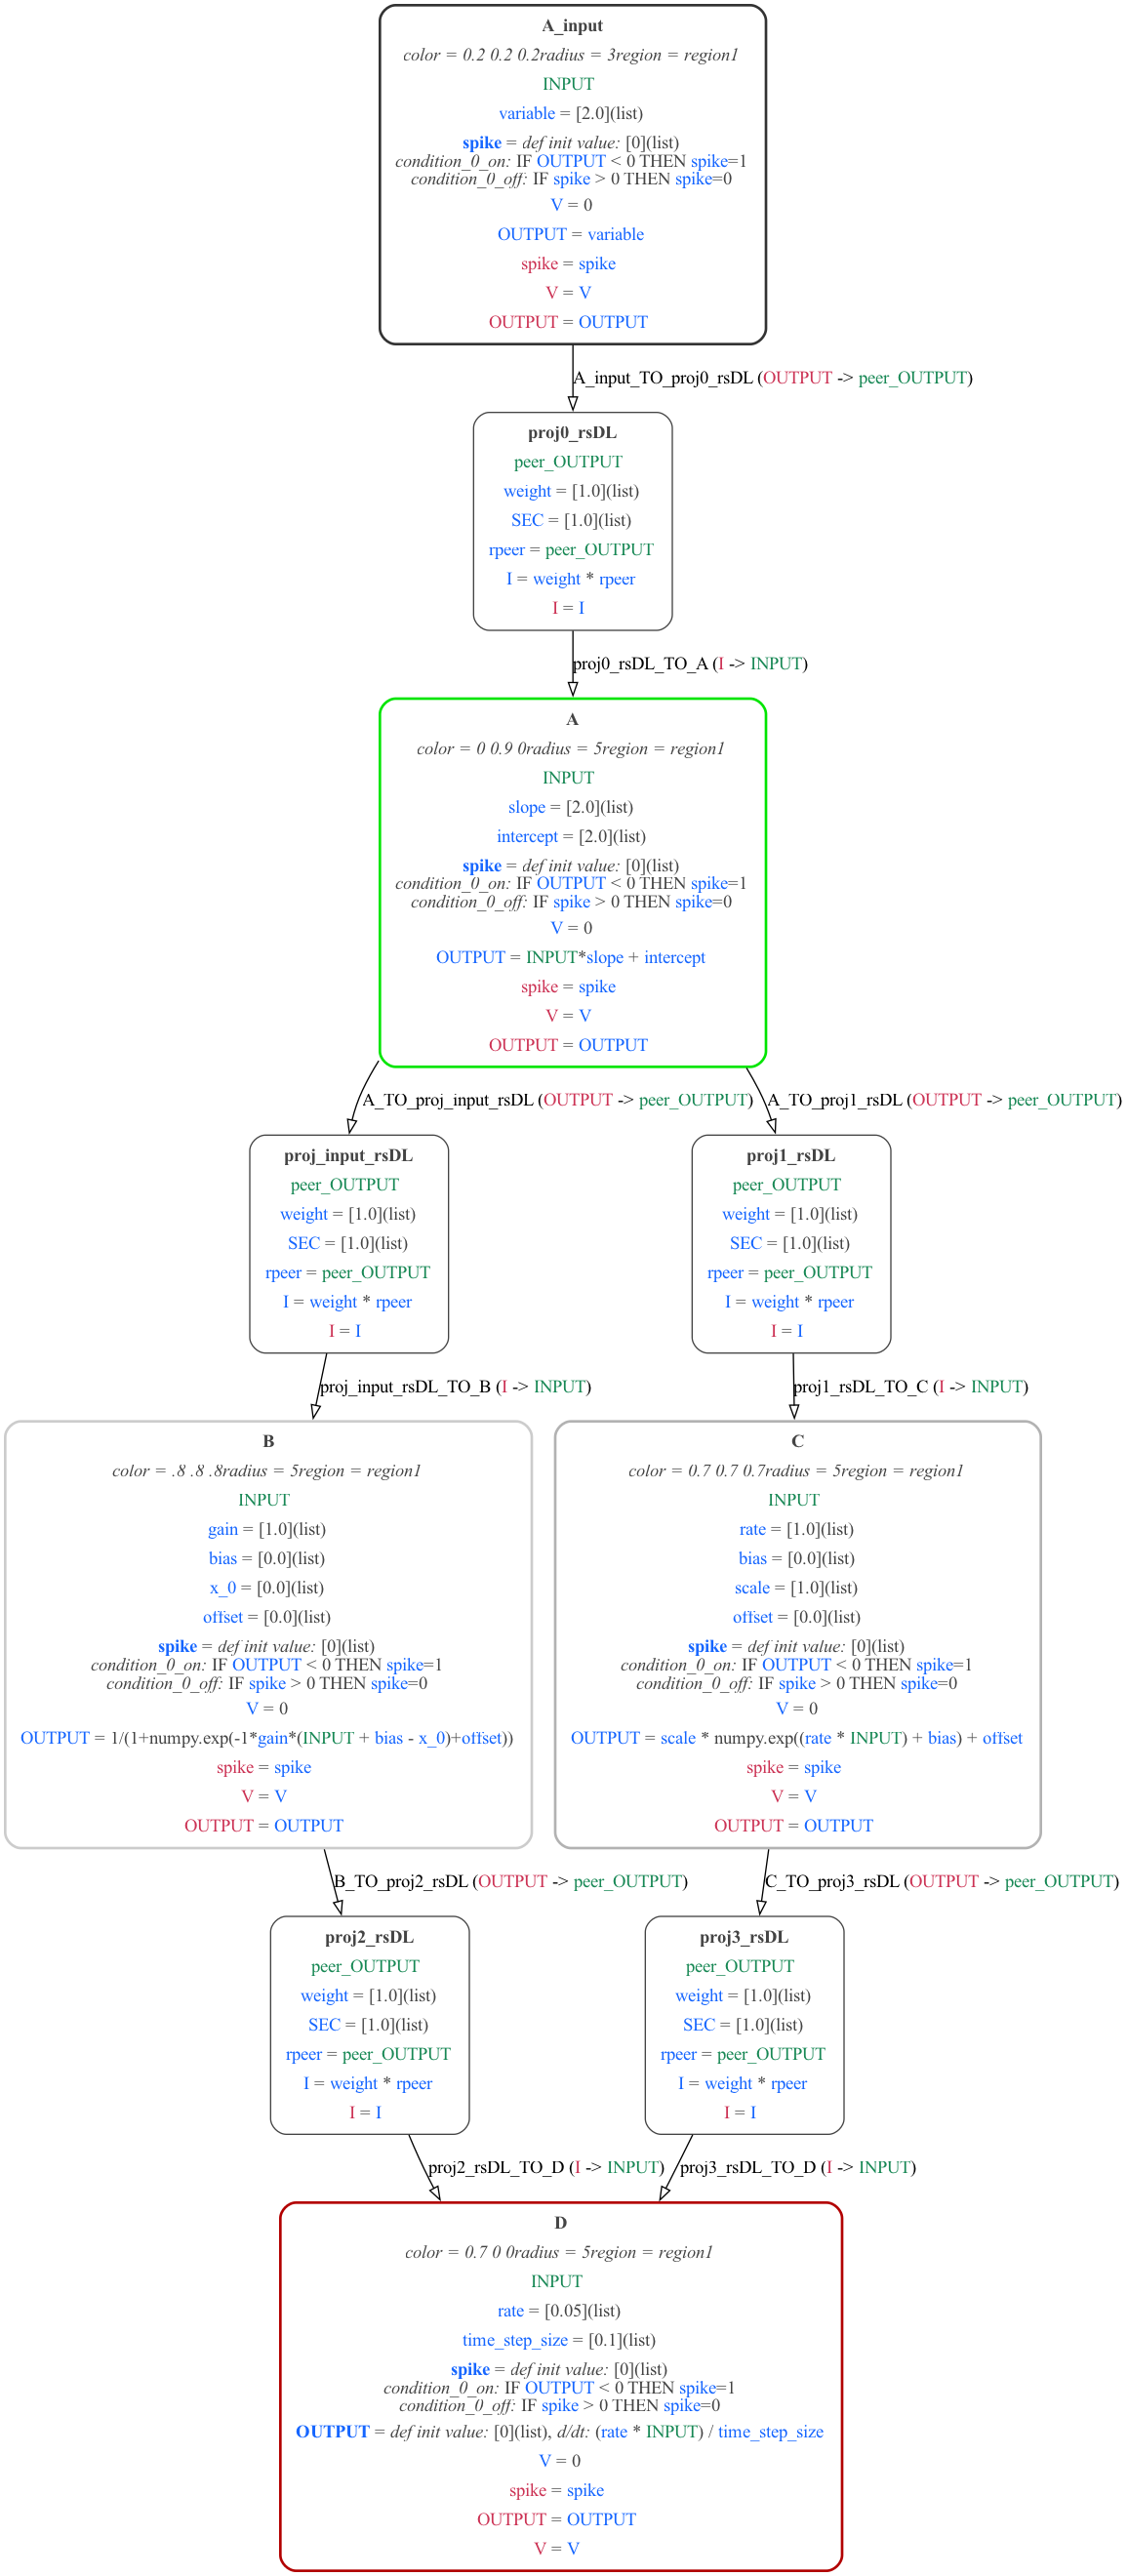 A_input
color = 0.2 0.2 0.2radius = 3region = region1
INPUT
variable = [2.0](list)
spike = def init value: [0](list)
condition_0_on: IF OUTPUT < 0 THEN spike=1
condition_0_off: IF spike > 0 THEN spike=0
V = 0
OUTPUT = variable
spike = spike
V = V
OUTPUT = OUTPUT
A_input_TO_proj0_rsDL (OUTPUT -> peer_OUTPUT)
proj0_rsDL
peer_OUTPUT
weight = [1.0](list)
SEC = [1.0](list)
rpeer = peer_OUTPUT
I = weight * rpeer
I = I
proj0_rsDL_TO_A (I -> INPUT)
A
color = 0 0.9 0radius = 5region = region1
INPUT
slope = [2.0](list)
intercept = [2.0](list)
spike = def init value: [0](list)
condition_0_on: IF OUTPUT < 0 THEN spike=1
condition_0_off: IF spike > 0 THEN spike=0
V = 0
OUTPUT = INPUT*slope + intercept
spike = spike
V = V
OUTPUT = OUTPUT
A_TO_proj_input_rsDL (OUTPUT -> peer_OUTPUT)
A_TO_proj1_rsDL (OUTPUT -> peer_OUTPUT)
proj_input_rsDL
peer_OUTPUT
weight = [1.0](list)
SEC = [1.0](list)
rpeer = peer_OUTPUT
I = weight * rpeer
I = I
proj1_rsDL
peer_OUTPUT
weight = [1.0](list)
SEC = [1.0](list)
rpeer = peer_OUTPUT
I = weight * rpeer
I = I
proj_input_rsDL_TO_B (I -> INPUT)
proj1_rsDL_TO_C (I -> INPUT)
B
color = .8 .8 .8radius = 5region = region1
INPUT
gain = [1.0](list)
bias = [0.0](list)
x_0 = [0.0](list)
offset = [0.0](list)
spike = def init value: [0](list)
condition_0_on: IF OUTPUT < 0 THEN spike=1
condition_0_off: IF spike > 0 THEN spike=0
V = 0
OUTPUT = 1/(1+numpy.exp(-1*gain*(INPUT + bias - x_0)+offset))
spike = spike
V = V
OUTPUT = OUTPUT
C
color = 0.7 0.7 0.7radius = 5region = region1
INPUT
rate = [1.0](list)
bias = [0.0](list)
scale = [1.0](list)
offset = [0.0](list)
spike = def init value: [0](list)
condition_0_on: IF OUTPUT < 0 THEN spike=1
condition_0_off: IF spike > 0 THEN spike=0
V = 0
OUTPUT = scale * numpy.exp((rate * INPUT) + bias) + offset
spike = spike
V = V
OUTPUT = OUTPUT
B_TO_proj2_rsDL (OUTPUT -> peer_OUTPUT)
C_TO_proj3_rsDL (OUTPUT -> peer_OUTPUT)
proj2_rsDL
peer_OUTPUT
weight = [1.0](list)
SEC = [1.0](list)
rpeer = peer_OUTPUT
I = weight * rpeer
I = I
proj3_rsDL
peer_OUTPUT
weight = [1.0](list)
SEC = [1.0](list)
rpeer = peer_OUTPUT
I = weight * rpeer
I = I
proj2_rsDL_TO_D (I -> INPUT)
proj3_rsDL_TO_D (I -> INPUT)
D
color = 0.7 0 0radius = 5region = region1
INPUT
rate = [0.05](list)
time_step_size = [0.1](list)
spike = def init value: [0](list)
condition_0_on: IF OUTPUT < 0 THEN spike=1
condition_0_off: IF spike > 0 THEN spike=0
OUTPUT = def init value: [0](list), d/dt: (rate * INPUT) / time_step_size
V = 0
spike = spike
OUTPUT = OUTPUT
V = V